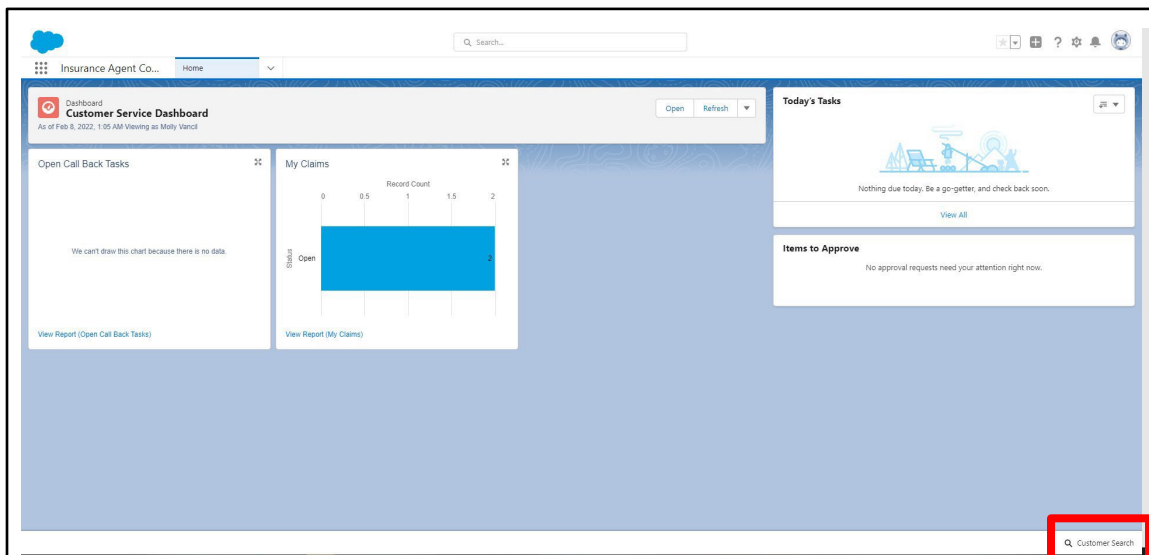 Search...
Insurance Agent Co...
Home
Dashboard
Customer Service Dashboard
As of Feb 8, 2022, 1:05 AM·Viewing as Molly Vancil
Open
Refresh
Open Call Back Tasks
We can't draw this chart because there is no data.
View Report (Open Call Back Tasks)
My Claims
Record Count
0 0.5 1 1.5 2
Status
Open
2
View Report (My Claims)
Today's Tasks
Nothing due today. Be a go-getter, and check back soon.
View All
Items to Approve
No approval requests need your attention right now.
Customer Search